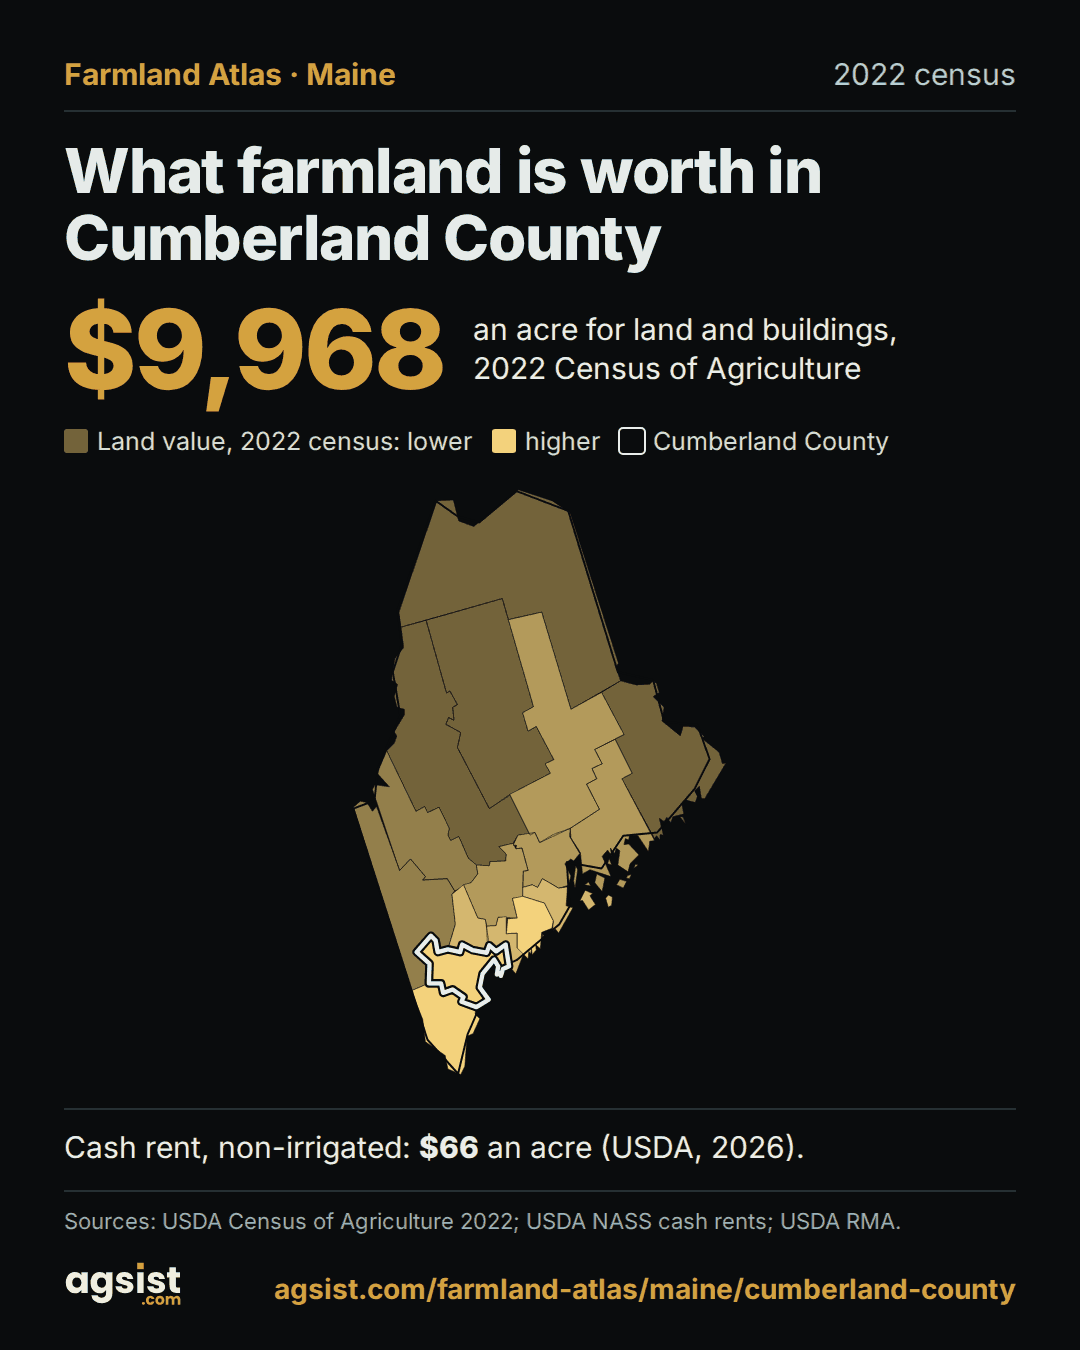 Farmland Atlas · Maine
2022 census
What farmland is worth in
Cumberland County
$9,968
an acre for land and buildings,
2022 Census of Agriculture
Land value, 2022 census: lower
higher
Cumberland County
Cash rent, non-irrigated: $66 an acre (USDA, 2026).
Sources: USDA Census of Agriculture 2022; USDA NASS cash rents; USDA RMA.
agsist
.com
agsist.com/farmland-atlas/maine/cumberland-county